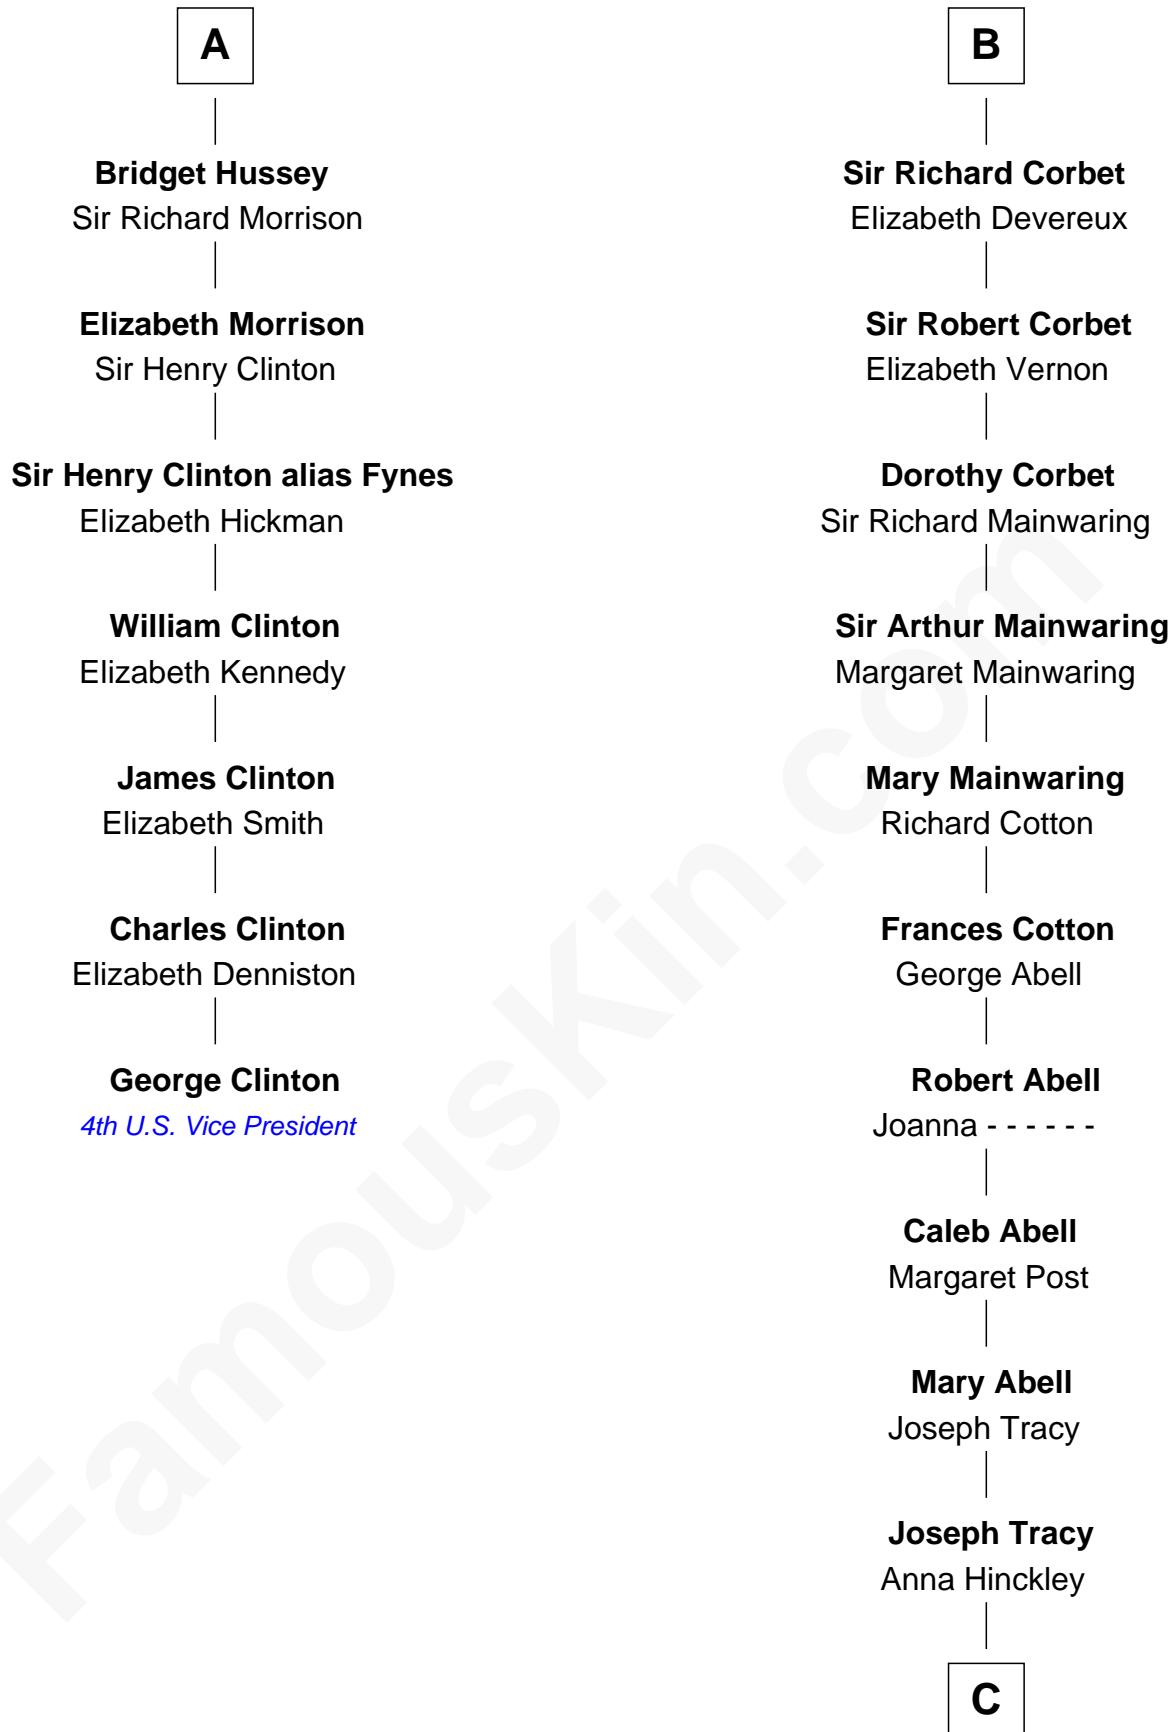 A
Bridget Hussey
Sir Richard Morrison
Elizabeth Morrison
Sir Henry Clinton
Sir Henry Clinton alias Fynes
Elizabeth Hickman
William Clinton
Elizabeth Kennedy
James Clinton
Elizabeth Smith
Charles Clinton
Elizabeth Denniston
George Clinton
4th U.S. Vice President
B
Sir Richard Corbet
Elizabeth Devereux
Sir Robert Corbet
Elizabeth Vernon
Dorothy Corbet
Sir Richard Mainwaring
Sir Arthur Mainwaring
Margaret Mainwaring
Mary Mainwaring
Richard Cotton
Frances Cotton
George Abell
Robert Abell
Joanna - - - - - -
Caleb Abell
Margaret Post
Mary Abell
Joseph Tracy
Joseph Tracy
Anna Hinckley
C
FamousKin.com